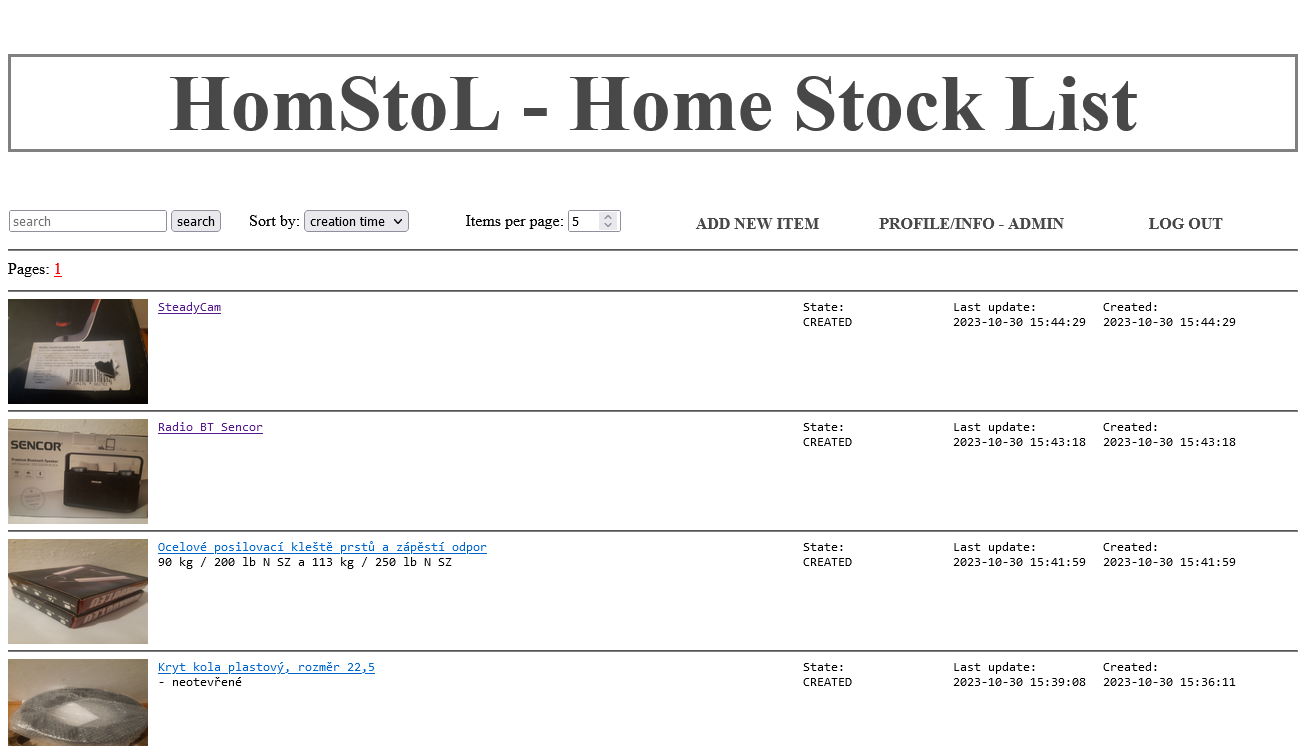 HomStoL - Home Stock List
search search Sort by: creation time Items per page: 5 ADD NEW ITEM PROFILE/INFO - ADMIN LOG OUT
Pages: 1
SteadyCam State: Last update: Created:
CREATED 2023-10-30 15:44:29 2023-10-30 15:44:29
SENCOR
Radio BT Sencor State: Last update: Created:
CREATED 2023-10-30 15:43:18 2023-10-30 15:43:18
Ocelové posilovací kleště prstů a zápěstí odpor State: Last update: Created:
90 kg / 200 lb N SZ a 113 kg / 250 lb N SZ CREATED 2023-10-30 15:41:59 2023-10-30 15:41:59
Kryt kola plastový, rozměr 22,5 State: Last update: Created:
- neotevřené CREATED 2023-10-30 15:39:08 2023-10-30 15:36:11